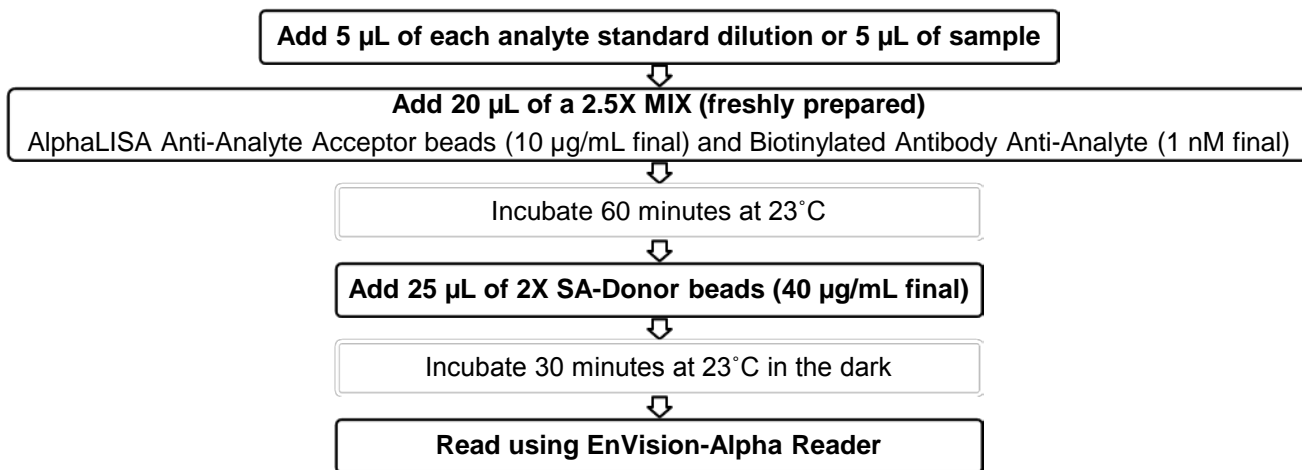 Add 5 µL of each analyte standard dilution or 5 µL of sample
Add 20 µL of a 2.5X MIX (freshly prepared)
AlphaLISA Anti-Analyte Acceptor beads (10 µg/mL final) and Biotinylated Antibody Anti-Analyte (1 nM final)
Incubate 60 minutes at 23˚C
Add 25 µL of 2X SA-Donor beads (40 µg/mL final)
Incubate 30 minutes at 23˚C in the dark
Read using EnVision-Alpha Reader